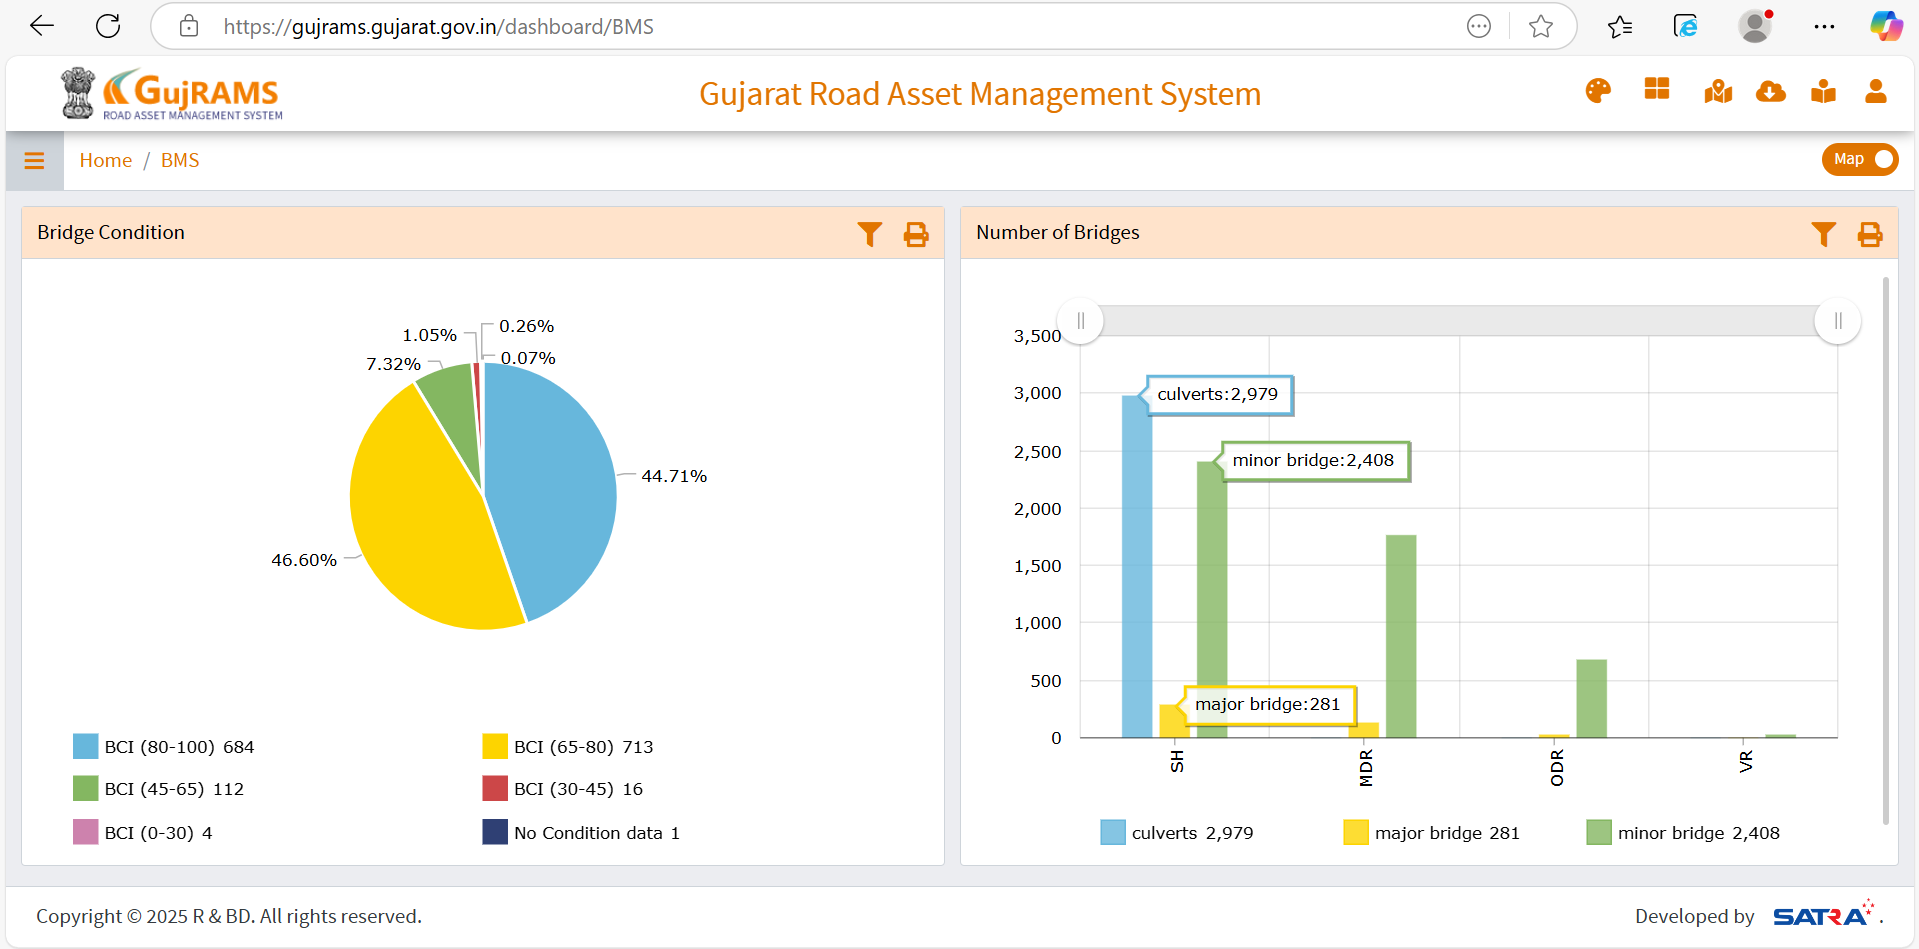 https://gujrams.gujarat.gov.in/dashboard/BMS
GujRAMS
ROAD ASSET MANAGEMENT SYSTEM
Gujarat Road Asset Management System
Home / BMS
Map
Bridge Condition
0.26%
1.05%
0.07%
7.32%
44.71%
46.60%
BCI (80-100) 684
BCI (65-80) 713
BCI (45-65) 112
BCI (30-45) 16
BCI (0-30) 4
No Condition data 1
Number of Bridges
3,500
3,000
2,500
2,000
1,500
1,000
500
0
culverts:2,979
minor bridge:2,408
major bridge:281
SH
MDR
ODR
VR
culverts 2,979
major bridge 281
minor bridge 2,408
Copyright © 2025 R & BD. All rights reserved.
Developed by SATRA .